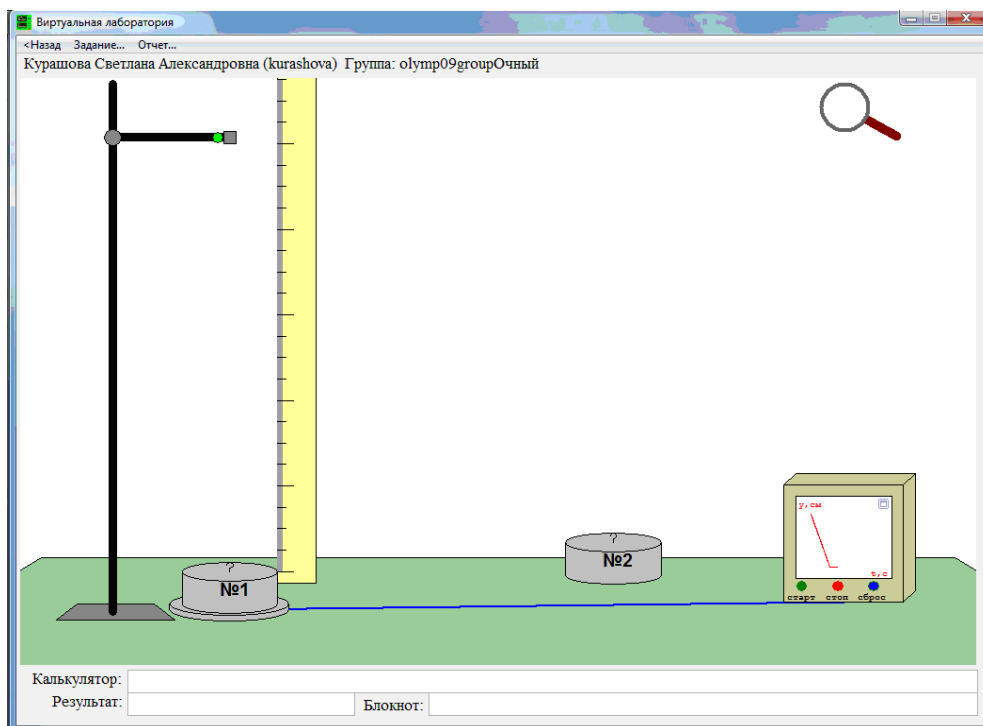 Виртуальная лаборатория
<Назад Задание... Отчет...
Курашова Светлана Александровна (kurashova) Группа: olymp09groupОчный
y,см
?
№2
?
№1
t,с
старт стоп сброс
Калькулятор:
Результат: Блокнот: